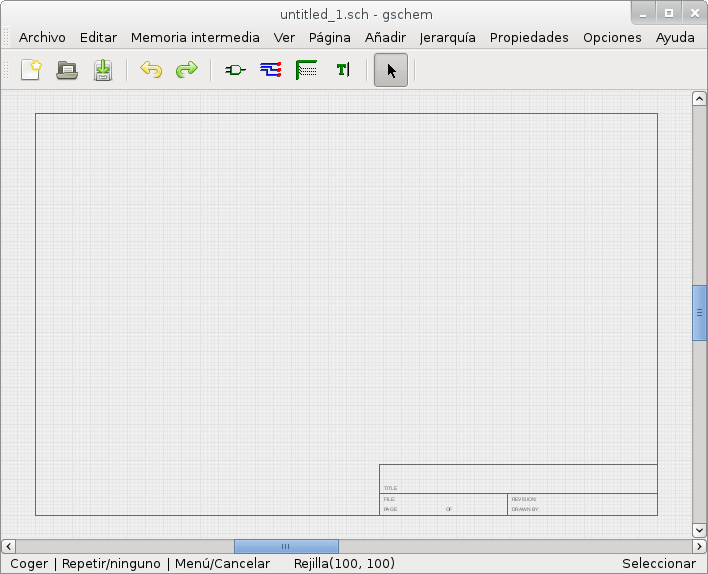 untitled_1.sch - gschem
Archivo Editar Memoria intermedia Ver Página Añadir Jerarquía Propiedades Opciones Ayuda
T
TITLE
FILE REVISION
PAGE OF DRAWN BY
Coger | Repetir/ninguno | Menú/Cancelar Rejilla(100, 100) Seleccionar